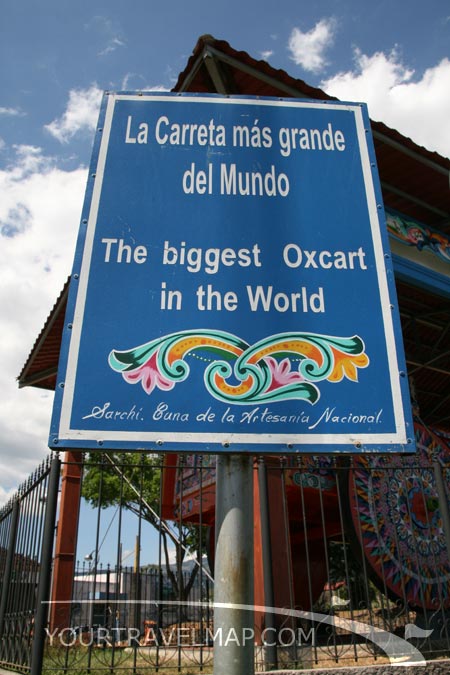 La Carreta más grande
del Mundo
The biggest Oxcart
in the World
Sarchí. Cuna de la Artesanía Nacional.
YOURTRAVELMAP.COM